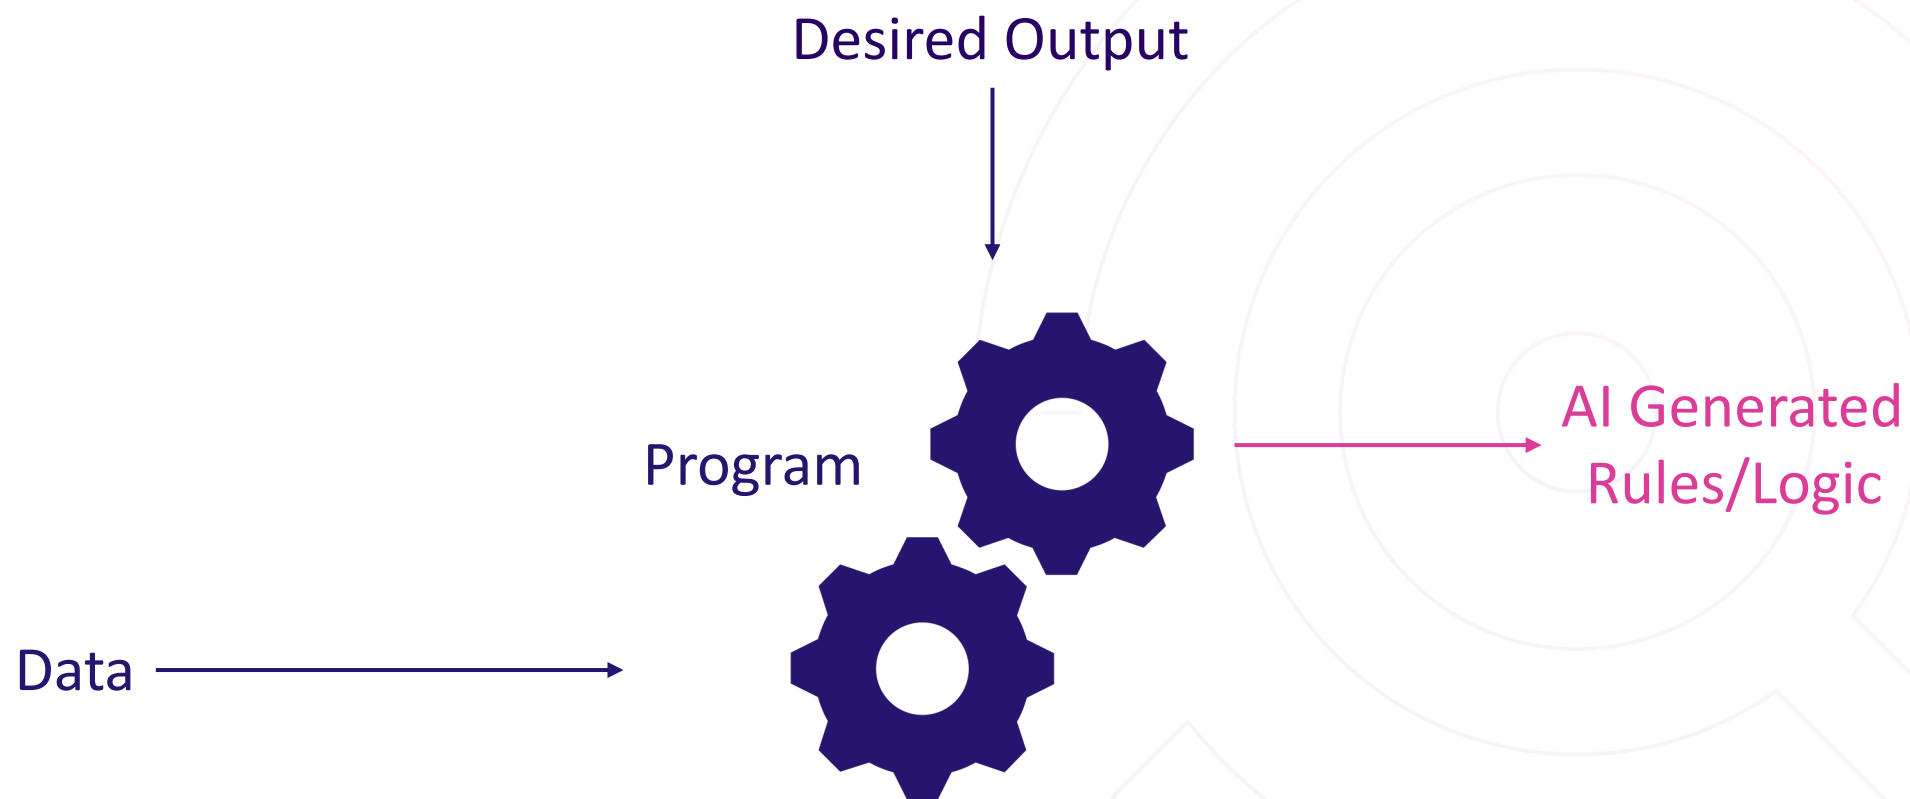 Desired Output
Program
AI Generated
Rules/Logic
Data